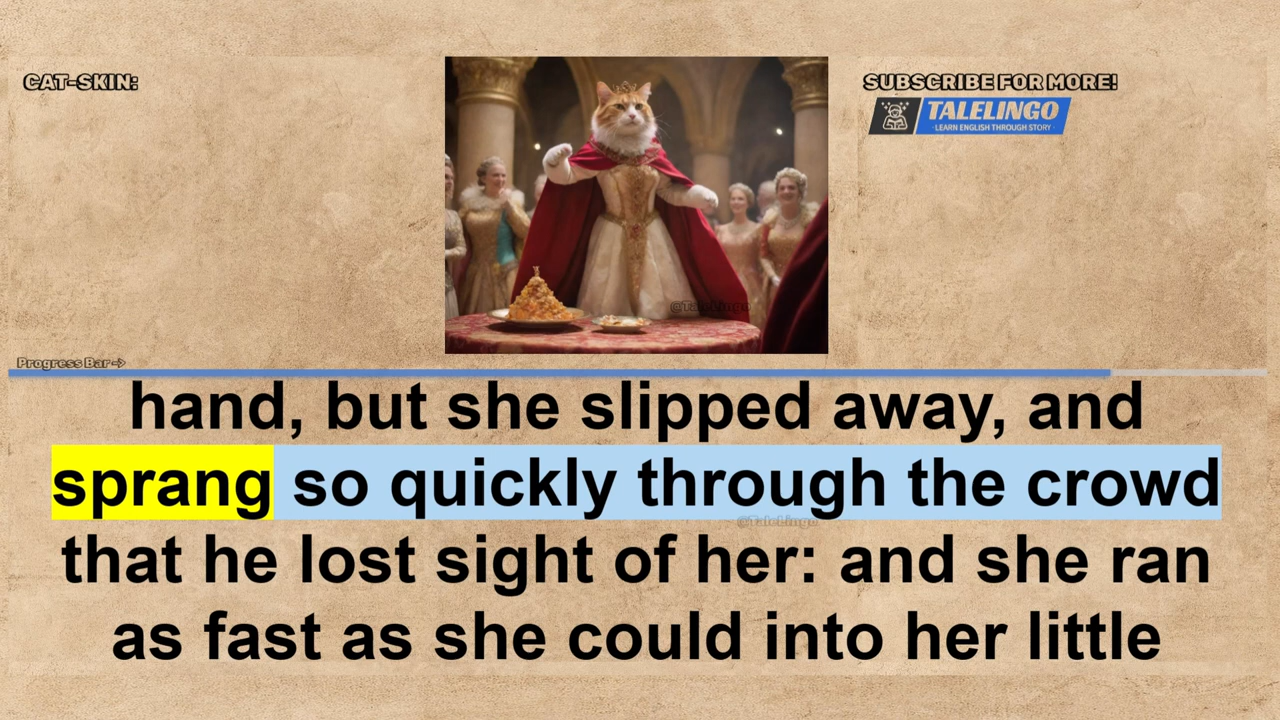 CAT-SKIN:
SUBSCRIBE FOR MORE!
TALELINGO
· LEARN ENGLISH THROUGH STORY ·
@TaleLingo
Progress Bar->
hand, but she slipped away, and
sprang so quickly through the crowd
@TaleLingo
that he lost sight of her: and she ran
as fast as she could into her little